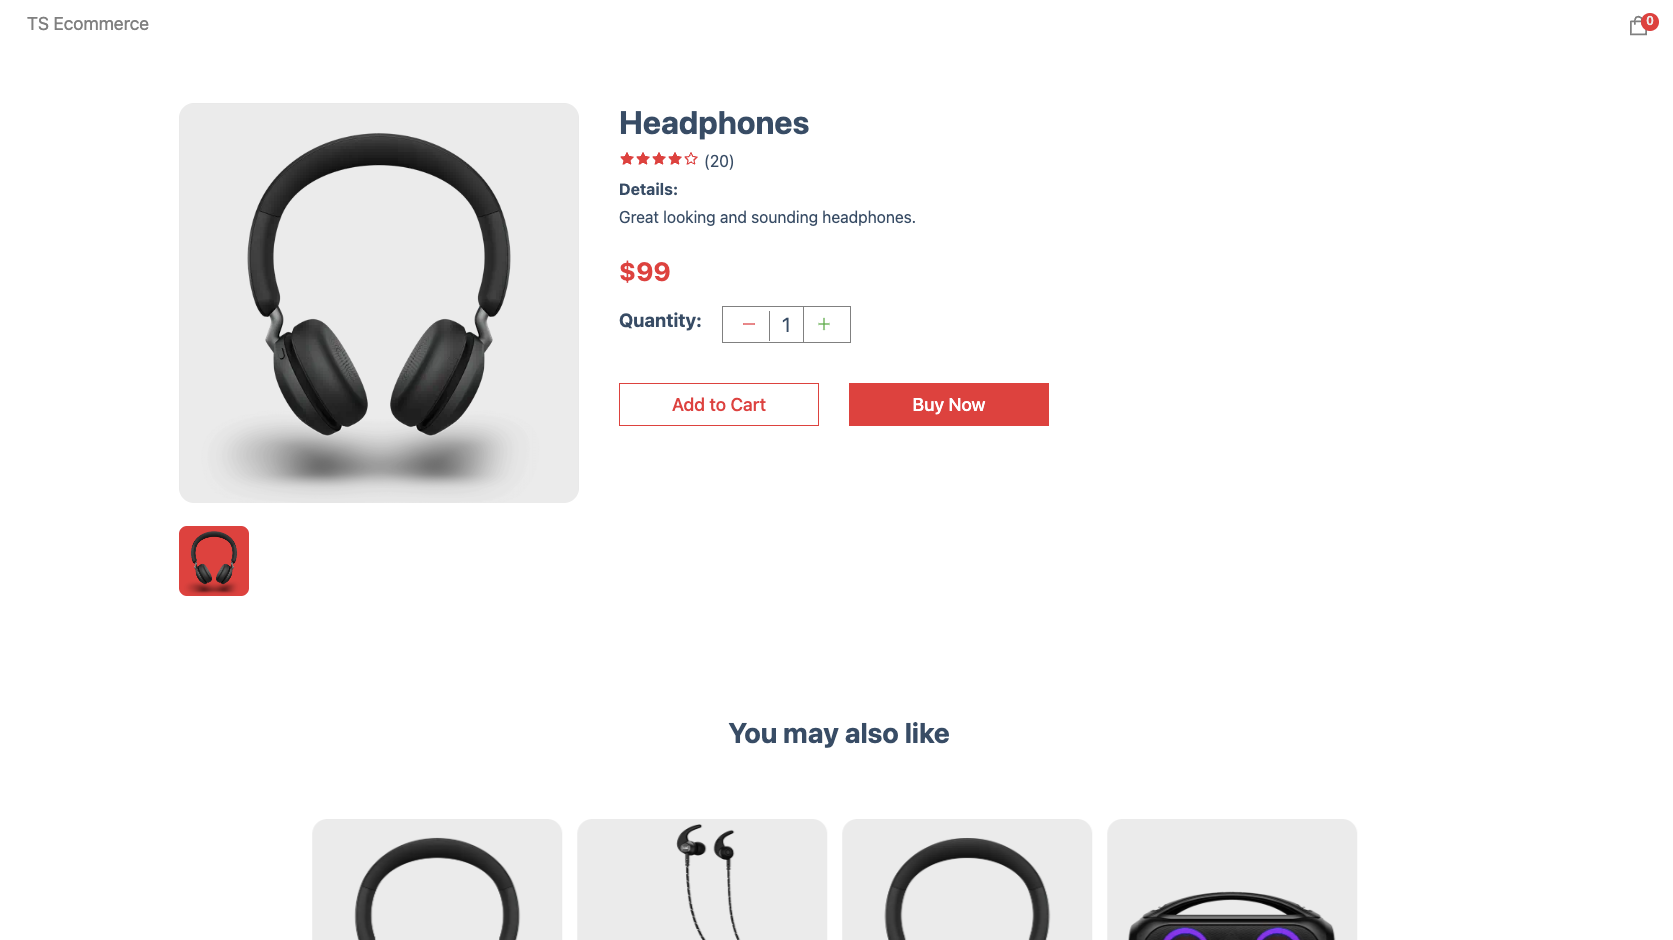 TS Ecommerce
0
Headphones
(20)
Details:
Great looking and sounding headphones.
$99
Quantity: − 1 +
Add to Cart
Buy Now
You may also like